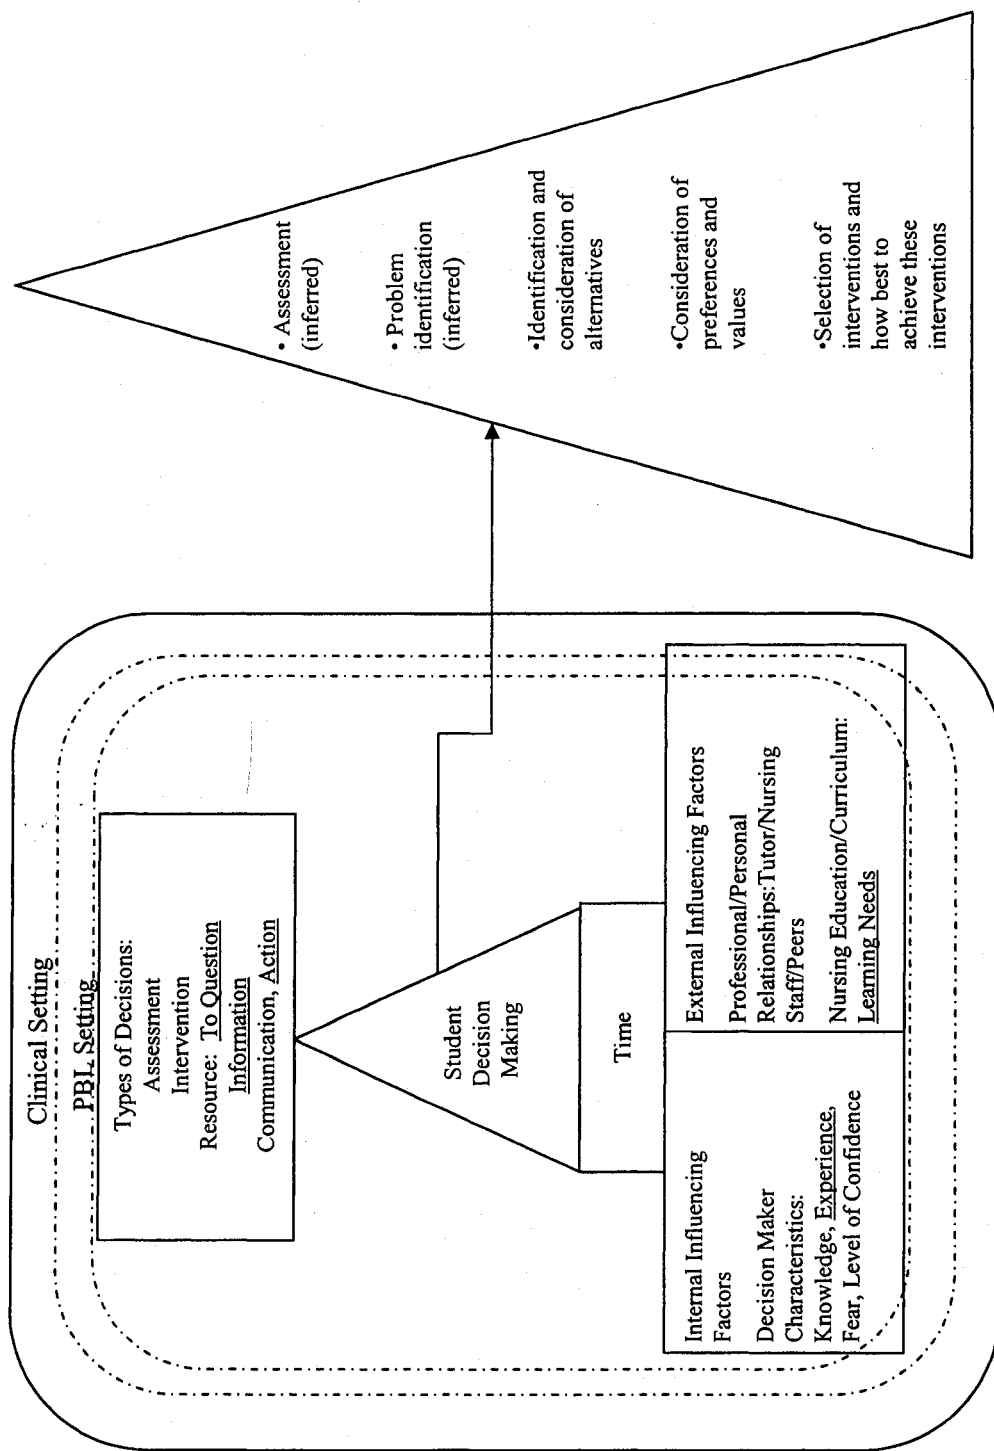 Clinical Setting
PBL Setting
Types of Decisions:
Assessment
Intervention
Resource: To Question
Information
Communication, Action
Student
Decision
Making
Time
Internal Influencing
Factors
Decision Maker
Characteristics:
Knowledge, Experience,
Fear, Level of Confidence
External Influencing Factors
Professional/Personal
Relationships:Tutor/Nursing
Staff/Peers
Nursing Education/Curriculum:
Learning Needs
• Assessment
(inferred)
• Problem
identification
(inferred)
•Identification and
consideration of
alternatives
•Consideration of
preferences and
values
•Selection of
interventions and
how best to
achieve these
interventions